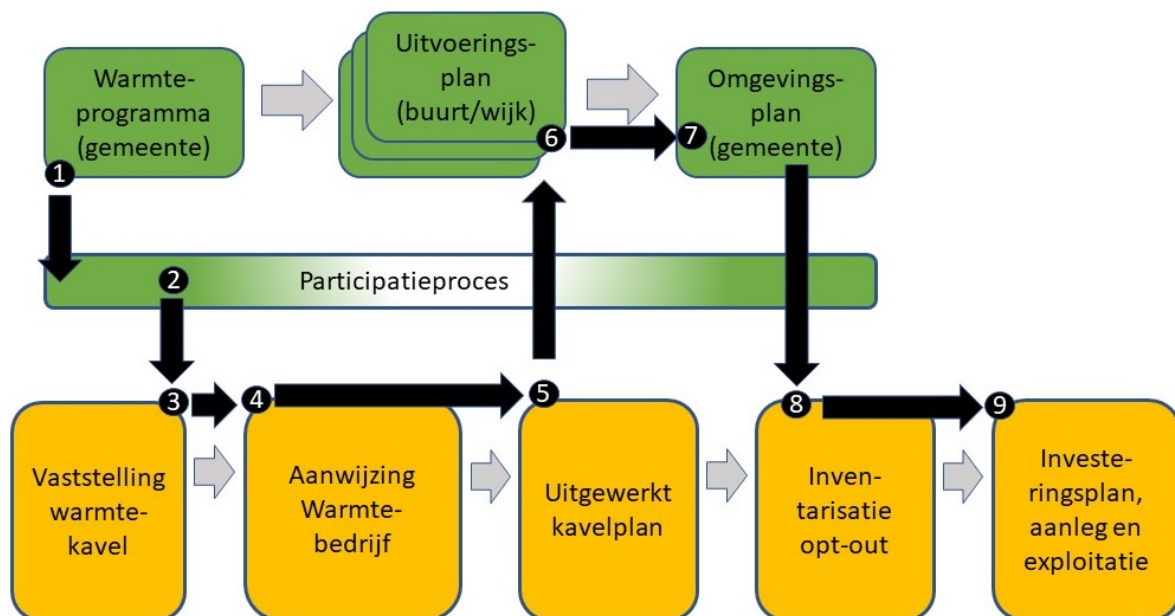 Warmte-
programma
(gemeente)
Uitvoerings-
plan
(buurt/wijk)
Omgevings-
plan
(gemeente)
1
6
7
2
Participatieproces
3
4
5
8
9
Vaststelling
warmte-
kavel
Aanwijzing
Warmte-
bedrijf
Uitgewerkt
kavelplan
Inven-
tarisatie
opt-out
Investe-
ringsplan,
aanleg en
exploitatie